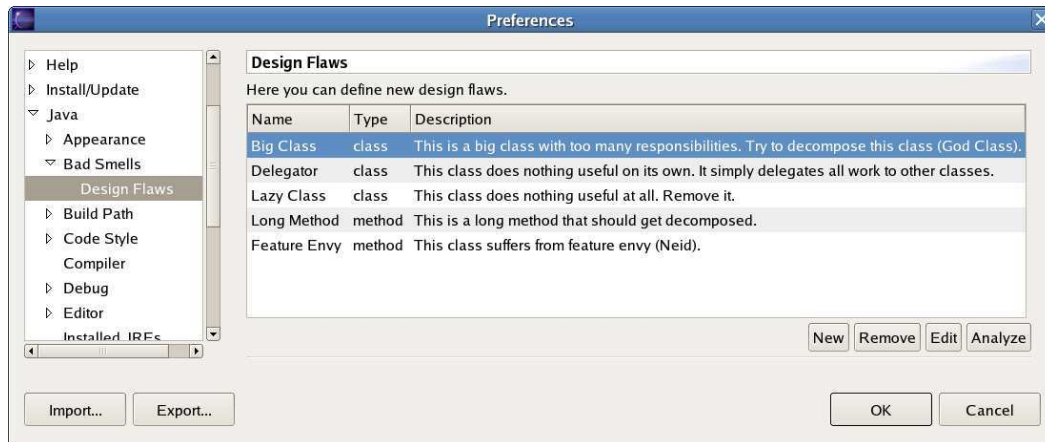 Preferences
Help
Install/Update
Java
Appearance
Bad Smells
Design Flaws
Build Path
Code Style
Compiler
Debug
Editor
Installed JREs
Design Flaws
Here you can define new design flaws.
Name Type Description
Big Class class This is a big class with too many responsibilities. Try to decompose this class (God Class).
Delegator class This class does nothing useful on its own. It simply delegates all work to other classes.
Lazy Class class This class does nothing useful at all. Remove it.
Long Method method This is a long method that should get decomposed.
Feature Envy method This class suffers from feature envy (Neid).
New Remove Edit Analyze
Import... Export... OK Cancel